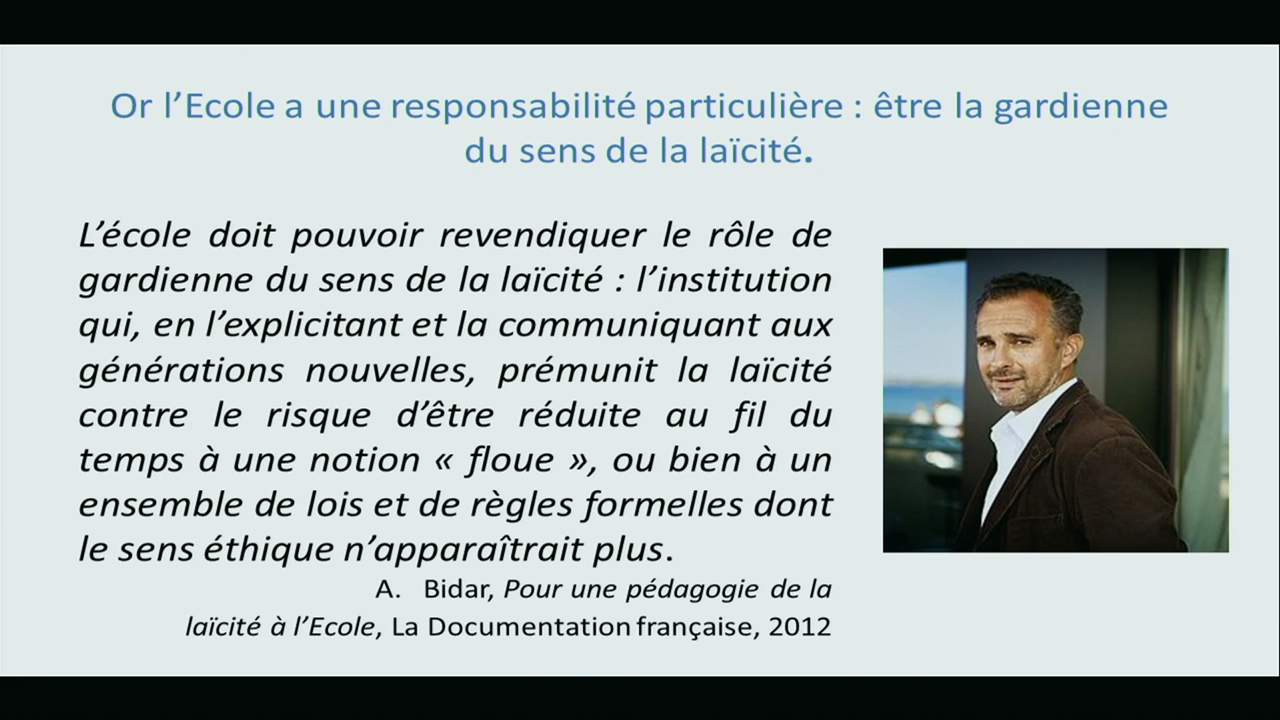 Or l’Ecole a une responsabilité particulière : être la gardienne
du sens de la laïcité.
L’école doit pouvoir revendiquer le rôle de
gardienne du sens de la laïcité : l’institution
qui, en l’explicitant et la communiquant aux
générations nouvelles, prémunit la laïcité
contre le risque d’être réduite au fil du
temps à une notion « floue », ou bien à un
ensemble de lois et de règles formelles dont
le sens éthique n’apparaîtrait plus.
A. Bidar, Pour une pédagogie de la
laïcité à l’Ecole, La Documentation française, 2012